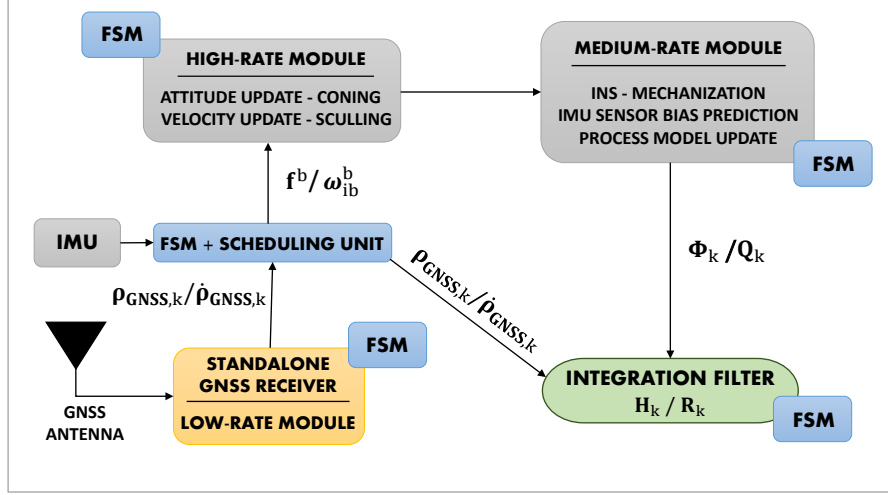 FSM
HIGH-RATE MODULE
ATTITUDE UPDATE - CONING
VELOCITY UPDATE - SCULLING
MEDIUM-RATE MODULE
INS - MECHANIZATION
IMU SENSOR BIAS PREDICTION
PROCESS MODEL UPDATE
FSM
f^b / ω_ib^b
IMU
FSM + SCHEDULING UNIT
Φ_k /Q_k
ρ_GNSS,k/ρ̇_GNSS,k
ρ_GNSS,k/ρ̇_GNSS,k
FSM
STANDALONE
GNSS RECEIVER
LOW-RATE MODULE
GNSS
ANTENNA
INTEGRATION FILTER
H_k / R_k
FSM